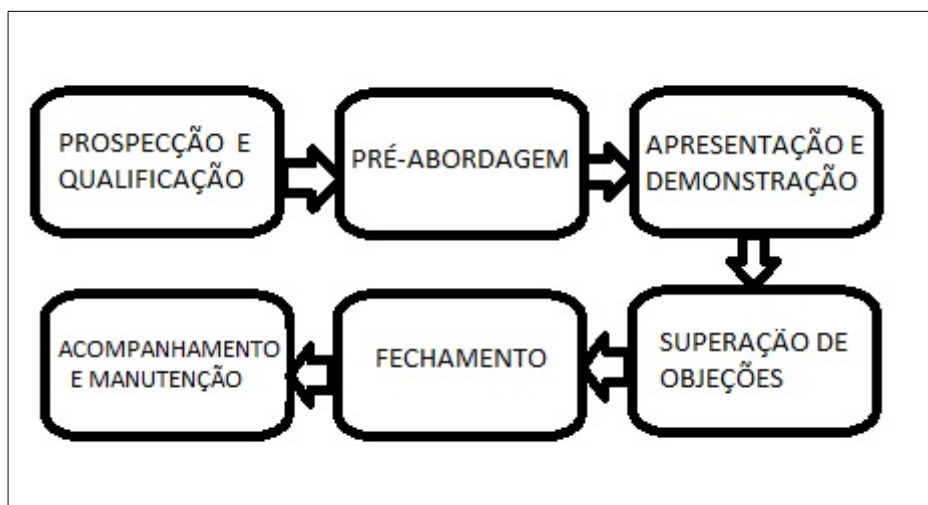 PROSPECÇÃO E
QUALIFICAÇÃO
PRÉ-ABORDAGEM
APRESENTAÇÃO E
DEMONSTRAÇÃO
SUPERAÇÃO DE
OBJEÇÕES
FECHAMENTO
ACOMPANHAMENTO
E MANUTENÇÃO